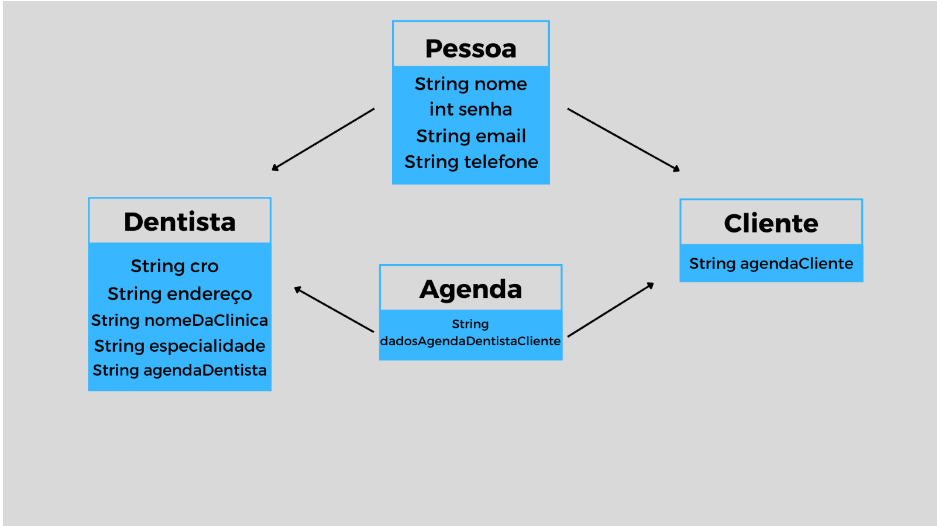 Pessoa
String nome
int senha
String email
String telefone
Dentista
String cro
String endereço
String nomeDaClinica
String especialidade
String agendaDentista
Agenda
String
dadosAgendaDentistaCliente
Cliente
String agendaCliente